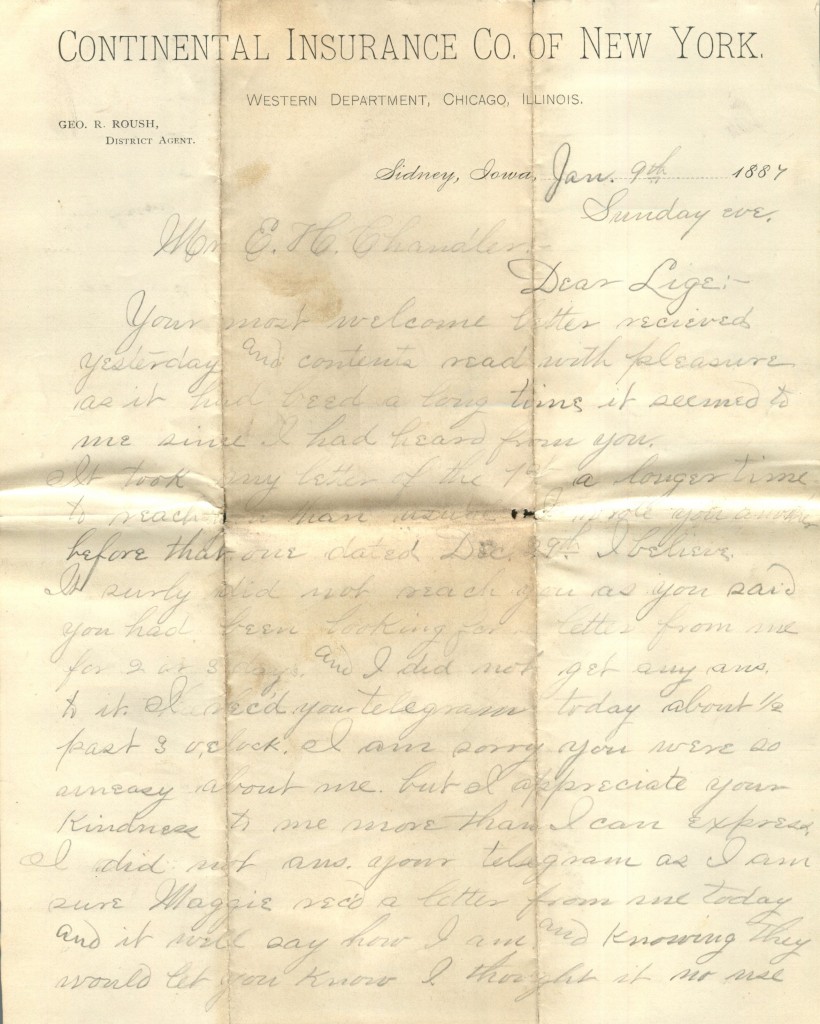 CONTINENTAL INSURANCE CO. OF NEW YORK.
WESTERN DEPARTMENT, CHICAGO, ILLINOIS.
GEO. R. ROUSH,
DISTRICT AGENT.
Sidney, Iowa, Jan. 9th 1887
Sunday eve.
Mr E. H. Chandler.-
Dear Lige:-
Your most welcome letter recieved
yesterday and contents read with pleasure
as it had beed a long time it seemed to
me since I had heard from you.
It took my letter of the 1st a longer time
to reach you than usual I wrote you another
before that one dated Dec. 29th I believe.
It surly did not reach you as you said
you had been looking for a letter from me
for 2 or 3 days. and I did not get any ans.
to it. I rec'd your telegram today about 1/2
past 3 o,clock. I am sorry you were so
uneasy about me. but I appreciate your
kindness to me more than I can express.
I did not ans. your telegram as I am
sure Maggie rec'd a letter from me today
and it will say how I am and knowing they
would let you know I thought it no use